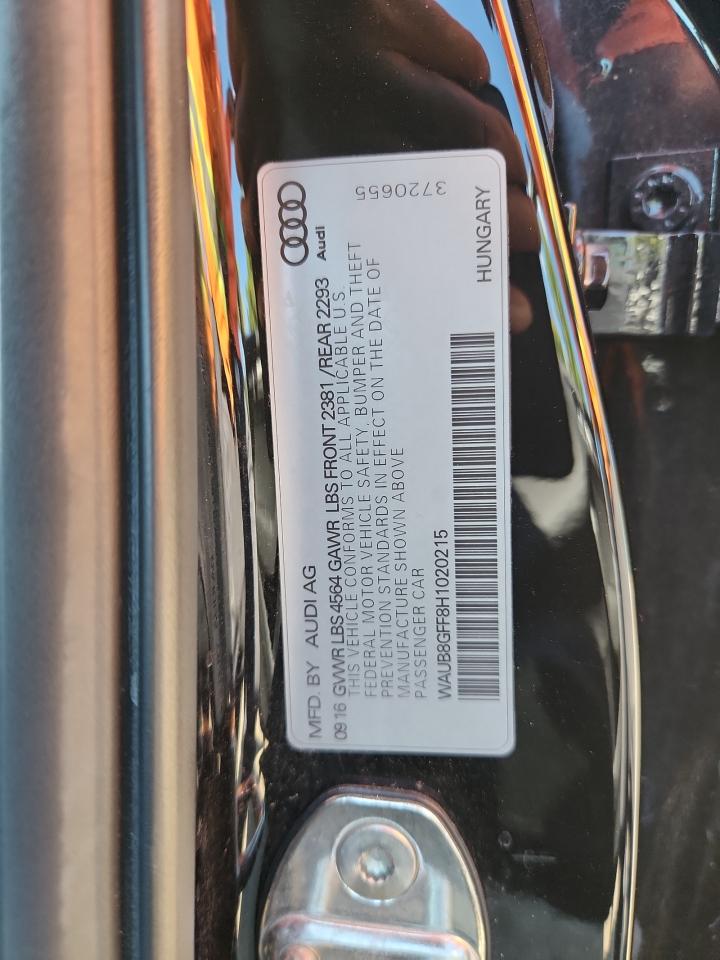 MFD. BY AUDI AG
Audi
09 16 GVWR LBS 4564 GAWR LBS FRONT 2381 /REAR 2293
THIS VEHICLE CONFORMS TO ALL APPLICABLE U S.
FEDERAL MOTOR VEHICLE SAFETY, BUMPER AND THEFT
PREVENTION STANDARDS IN EFFECT ON THE DATE OF
MANUFACTURE SHOWN ABOVE
PASSENGER CAR
WAUB8GFF8H1020215
HUNGARY
3720655